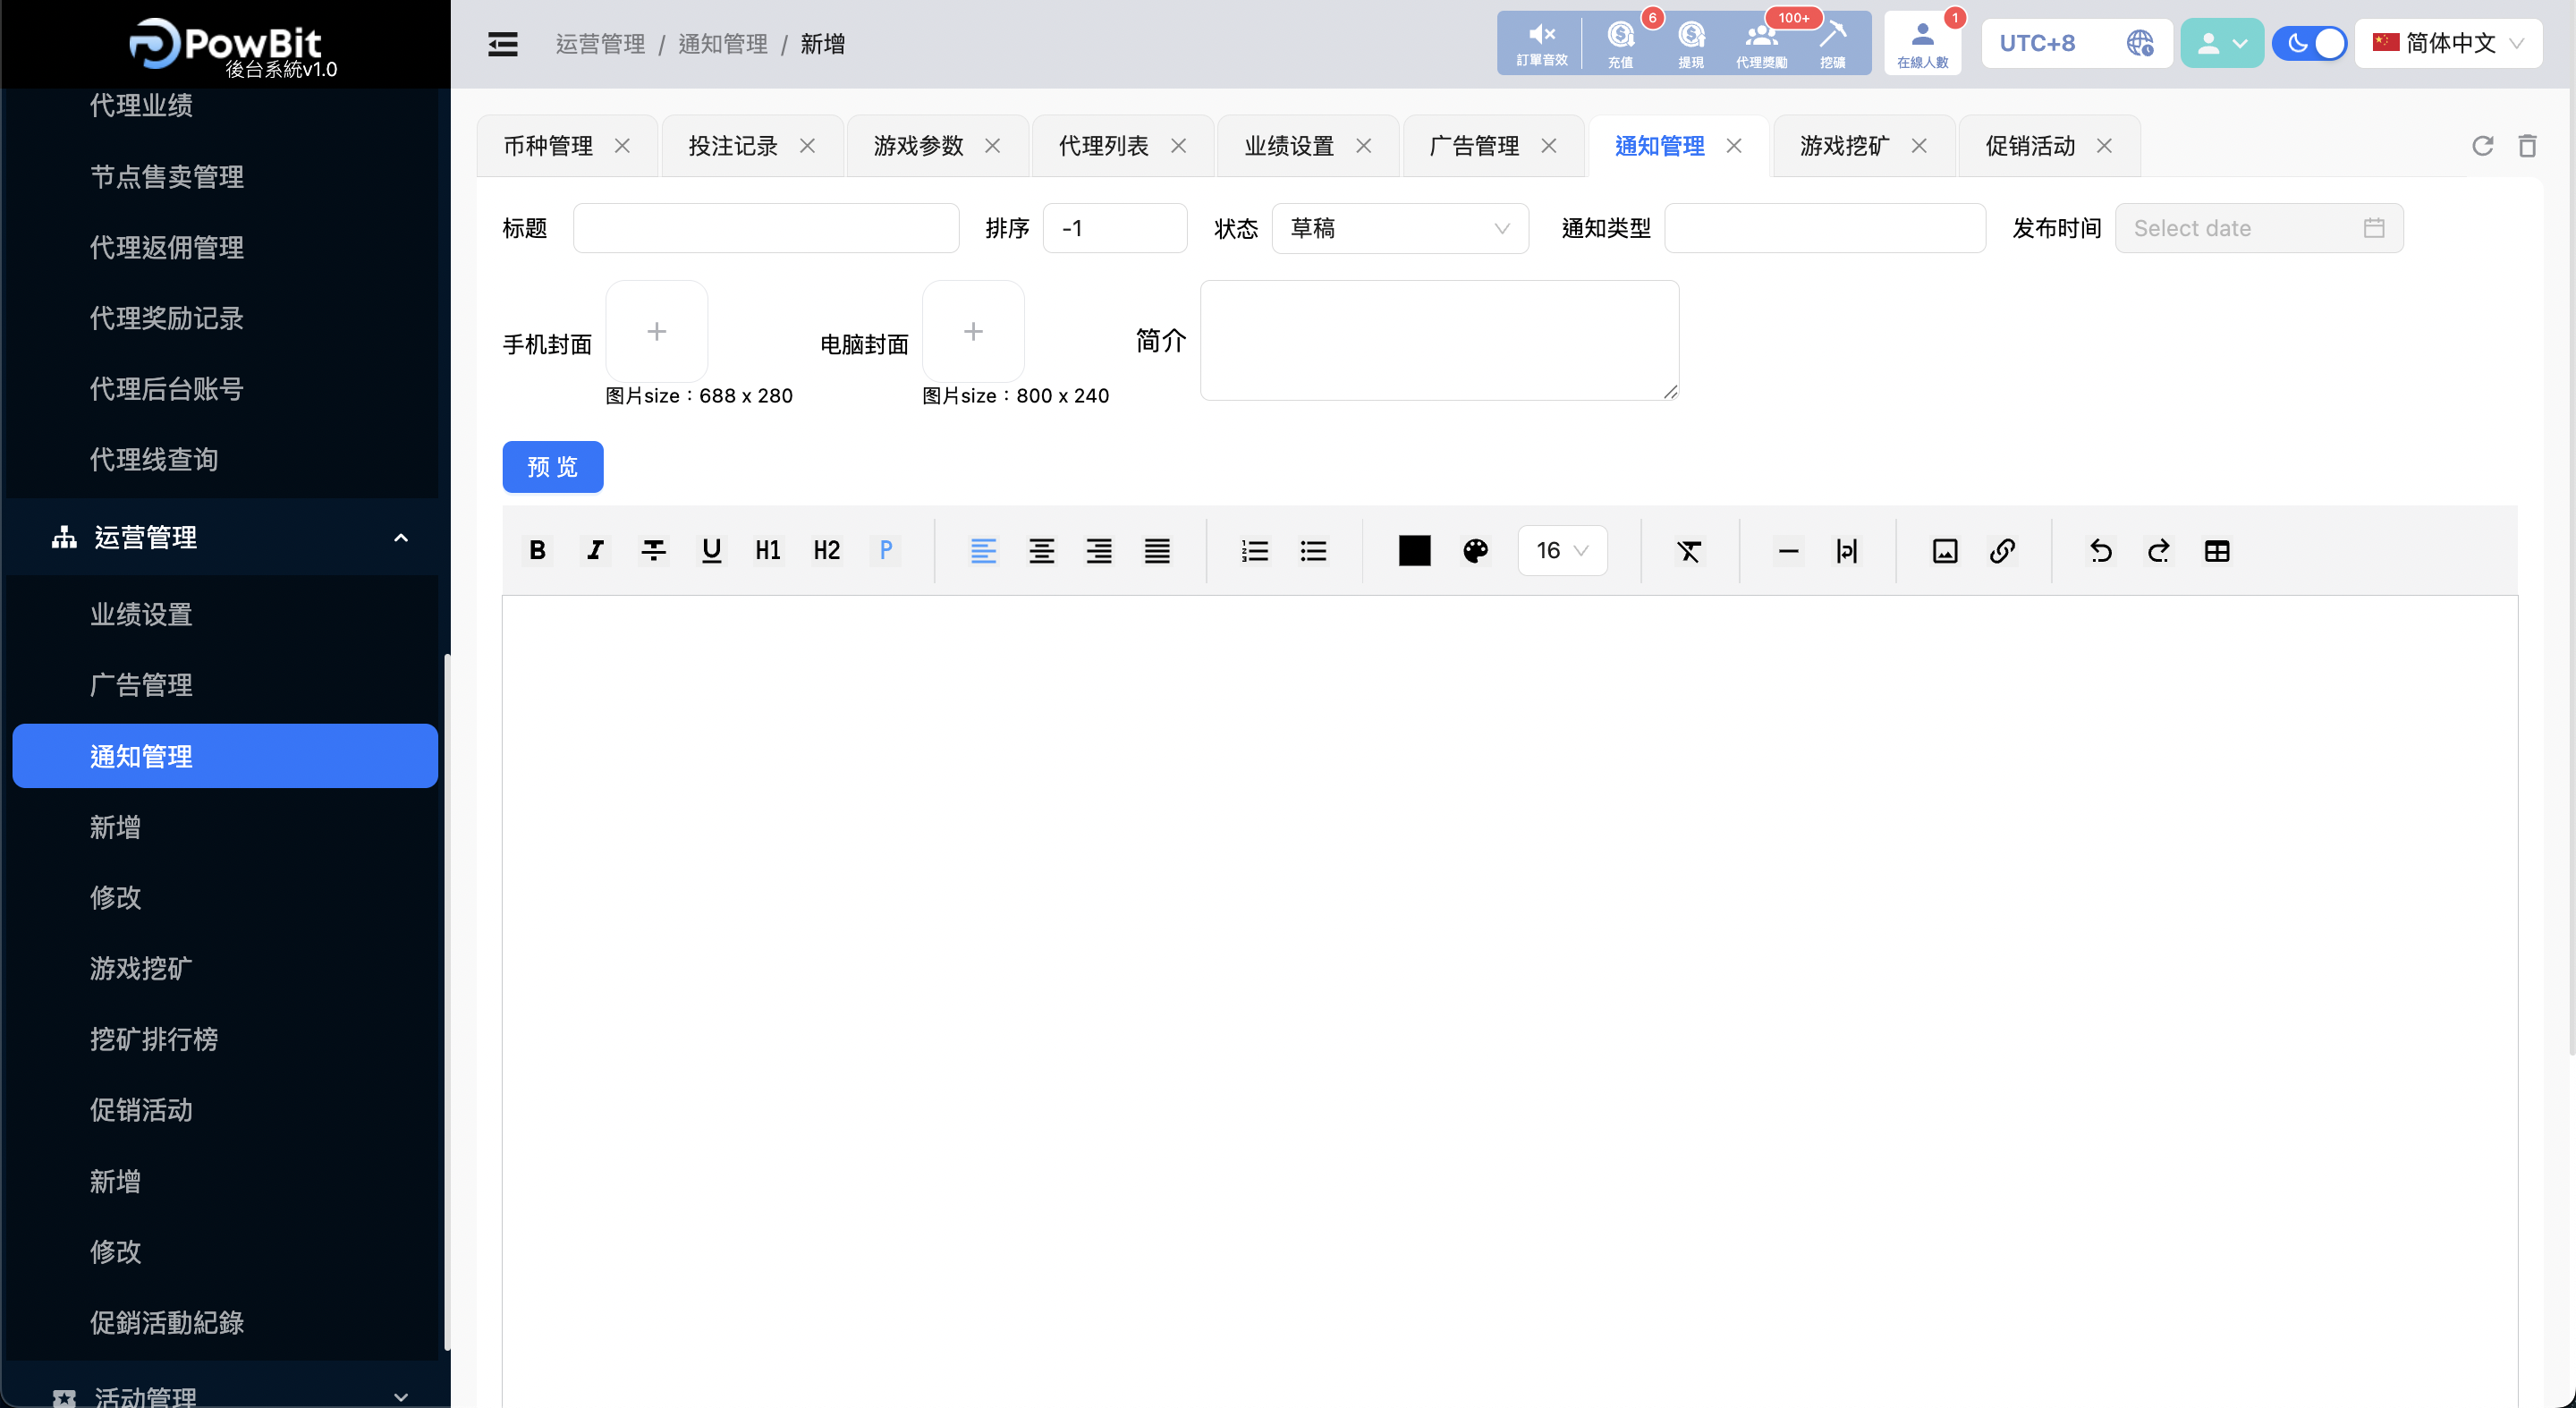 PowBit
後台系統v1.0
代理业绩
节点售卖管理
代理返佣管理
代理奖励记录
代理后台账号
代理线查询
运营管理
业绩设置
广告管理
通知管理
新增
修改
游戏挖矿
挖矿排行榜
促销活动
新增
修改
促銷活動紀錄
活动管理
运营管理 / 通知管理 / 新增
訂單音效
6
充值
提現
100+
代理獎勵
挖礦
1
在線人數
UTC+8
简体中文
币种管理 投注记录 游戏参数 代理列表 业绩设置 广告管理 通知管理 游戏挖矿 促销活动
标题 排序 -1 状态 草稿 通知类型 发布时间 Select date
手机封面 电脑封面 简介
图片size：688 x 280 图片size：800 x 240
预 览
B I T U H1 H2 P 16